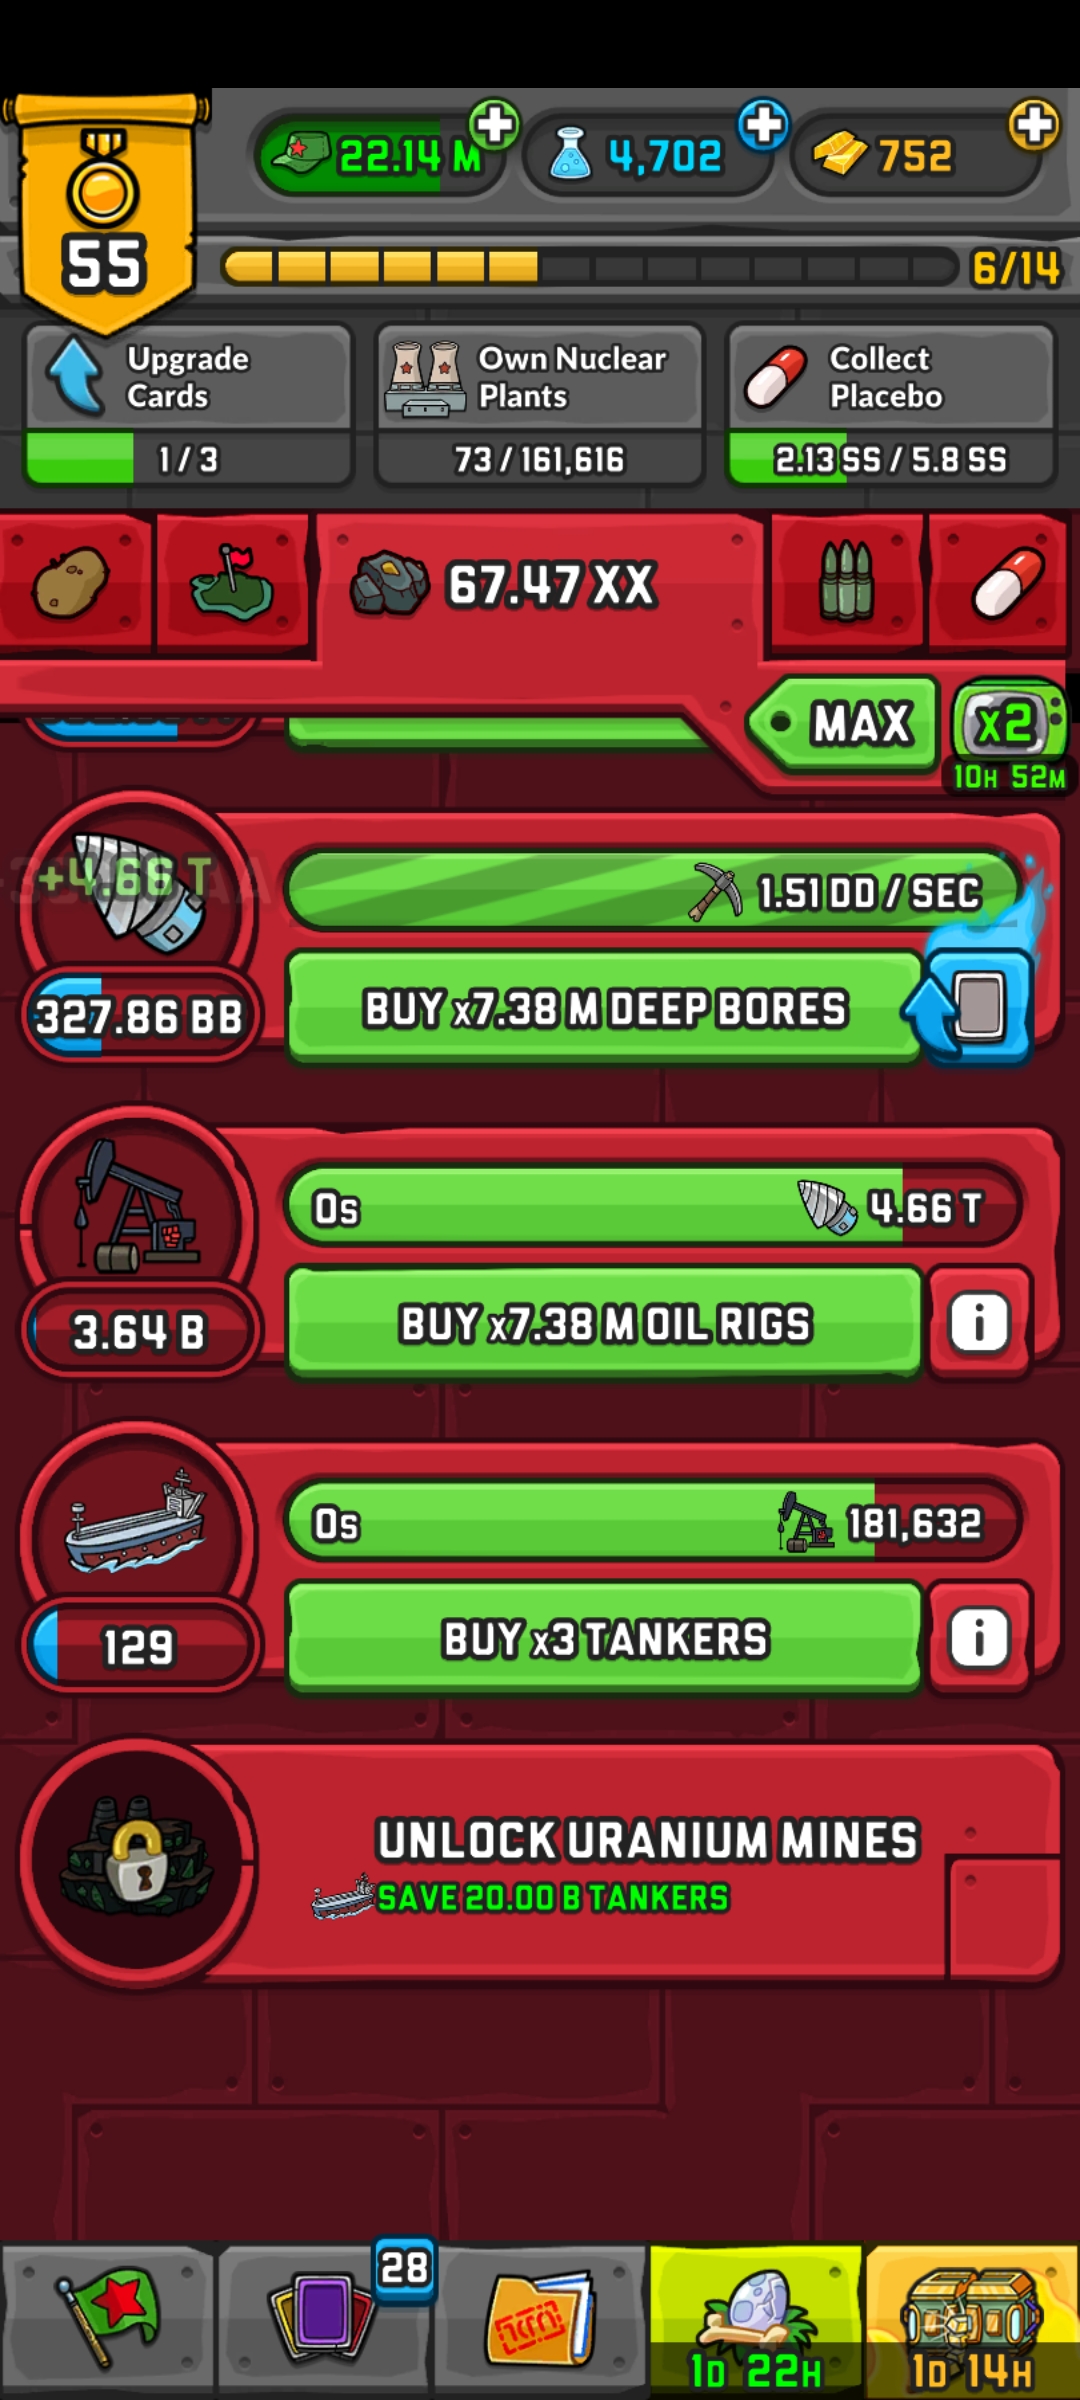 22.14 M
4,702
752
55
6/14
Upgrade
Cards
1 / 3
Own Nuclear
Plants
73 / 161,616
Collect
Placebo
2.13 SS / 5.8 SS
67.47 XX
MAX
x2
10H 52M
+4.66 T
1.51 DD / SEC
327.86 BB
BUY x7.38 M DEEP BORES
0s
4.66 T
3.64 B
BUY x7.38 M OIL RIGS
i
0s
181,632
129
BUY x3 TANKERS
i
UNLOCK URANIUM MINES
SAVE 20.00 B TANKERS
28
1D 22H
1D 14H